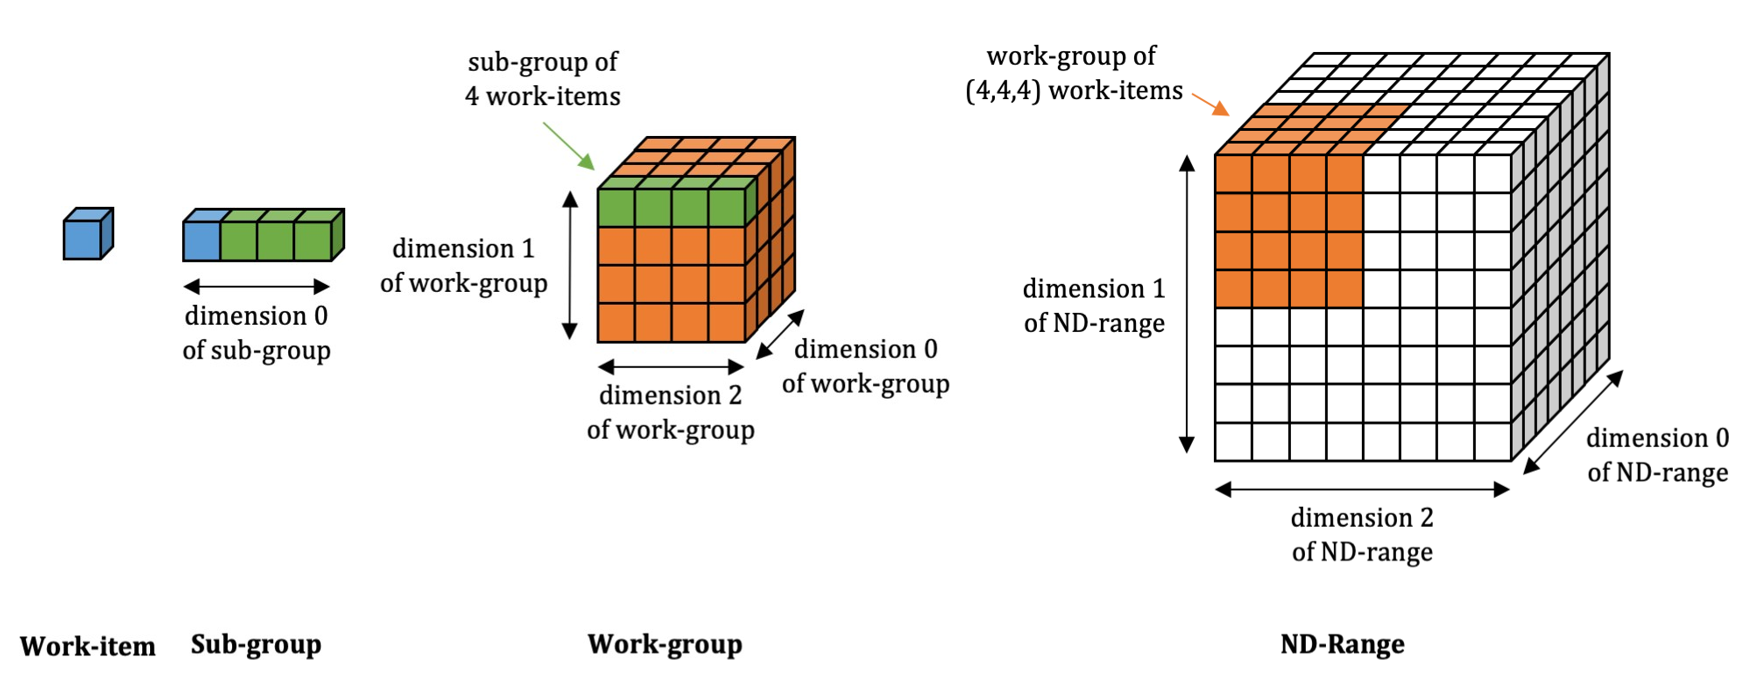 sub-group of
4 work-items
work-group of
(4,4,4) work-items
dimension 0
of sub-group
dimension 1
of work-group
dimension 2
of work-group
dimension 0
of work-group
dimension 1
of ND-range
dimension 2
of ND-range
dimension 0
of ND-range
Work-item
Sub-group
Work-group
ND-Range